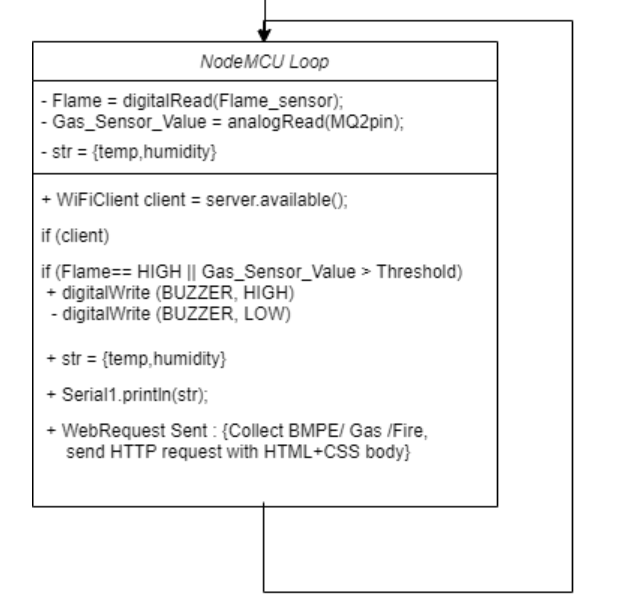 NodeMCU Loop
- Flame = digitalRead(Flame_sensor);
- Gas_Sensor_Value = analogRead(MQ2pin);
- str = {temp,humidity}
+ WiFiClient client = server.available();
if (client)
if (Flame== HIGH || Gas_Sensor_Value > Threshold)
+ digitalWrite (BUZZER, HIGH)
- digitalWrite (BUZZER, LOW)
+ str = {temp,humidity}
+ Serial1.println(str);
+ WebRequest Sent : {Collect BMPE/ Gas /Fire,
send HTTP request with HTML+CSS body}